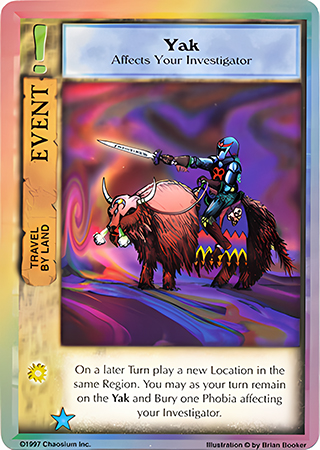 Yak
Affects Your Investigator
EVENT!
TRAVEL
BY LAND
On a later Turn play a new Location in the
same Region. You may as your turn remain
on the Yak and Bury one Phobia affecting
your Investigator.
©1997 Chaosium Inc.
Illustration © by Brian Booker